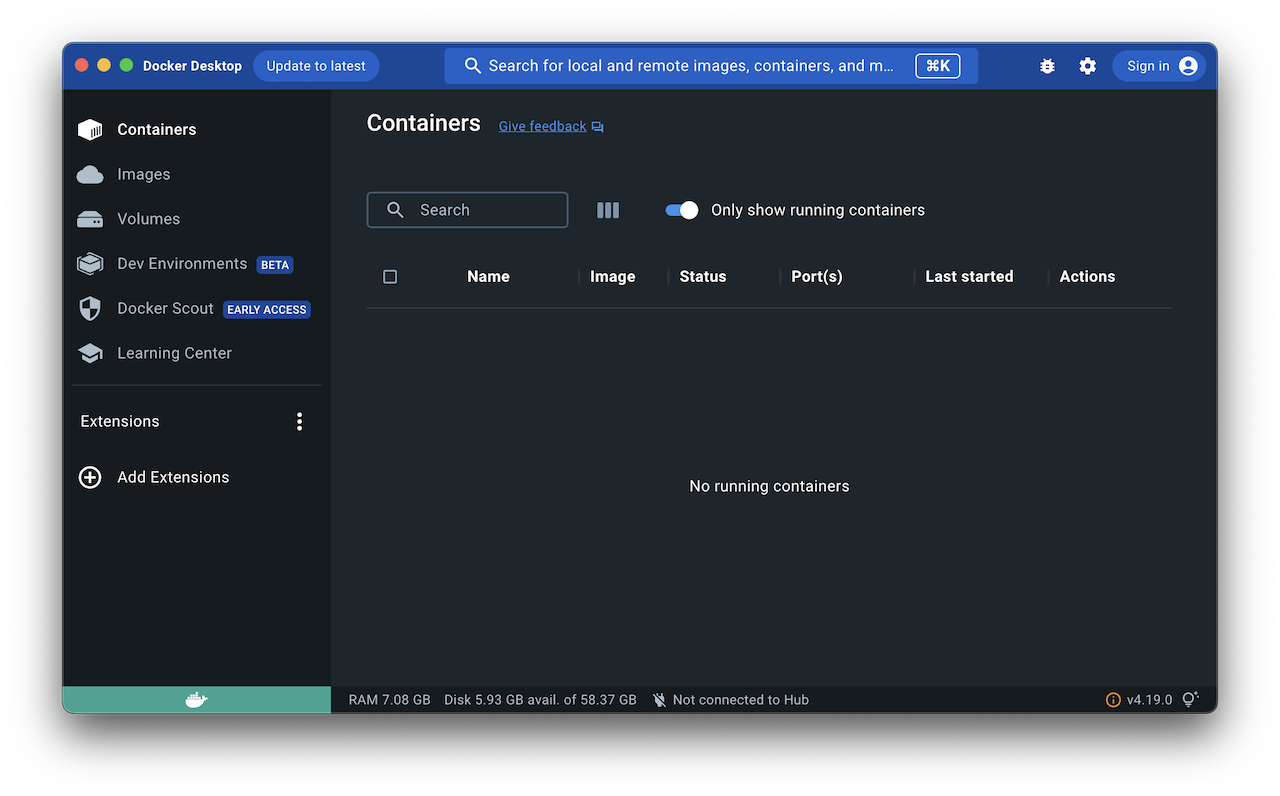 Docker Desktop Update to latest Search for local and remote images, containers, and m... ⌘K Sign in
Containers
Images
Volumes
Dev Environments BETA
Docker Scout EARLY ACCESS
Learning Center
Extensions
Add Extensions
Containers Give feedback
Search Only show running containers
Name Image Status Port(s) Last started Actions
No running containers
RAM 7.08 GB Disk 5.93 GB avail. of 58.37 GB Not connected to Hub v4.19.0